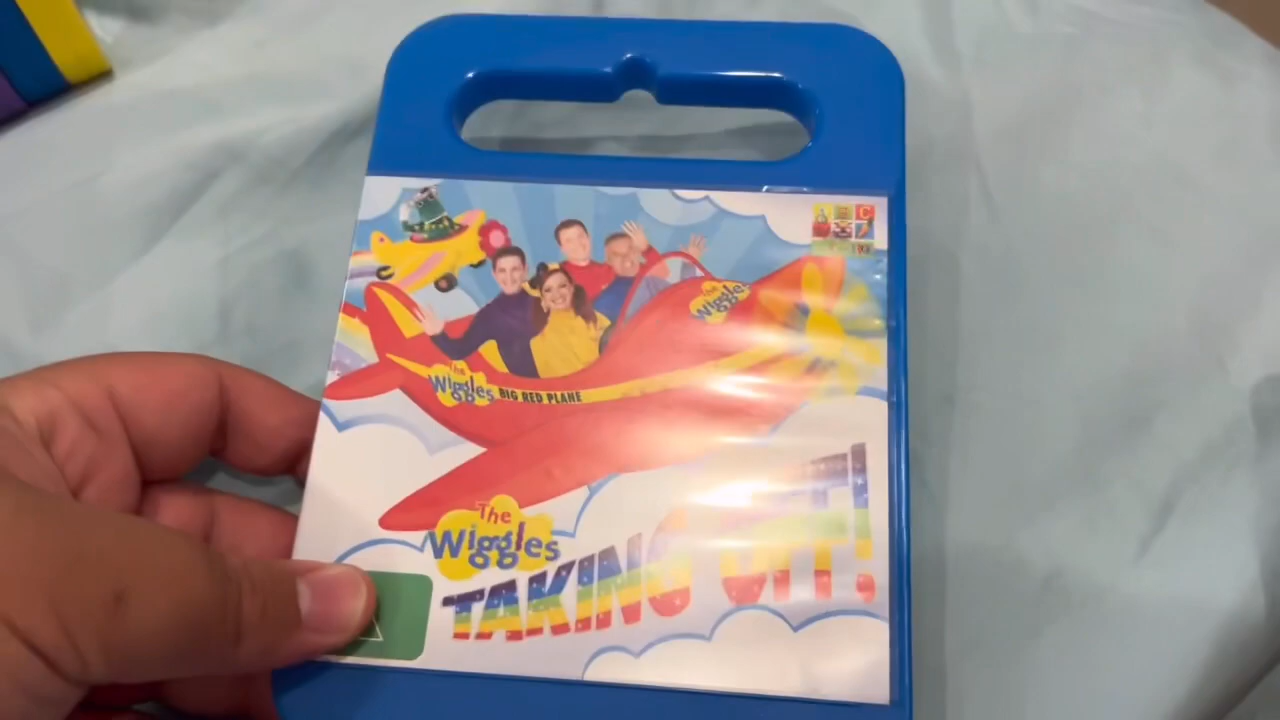 The
Wiggles
The
Wiggles BIG RED PLANE
The
Wiggles
TAKING OFF!
C